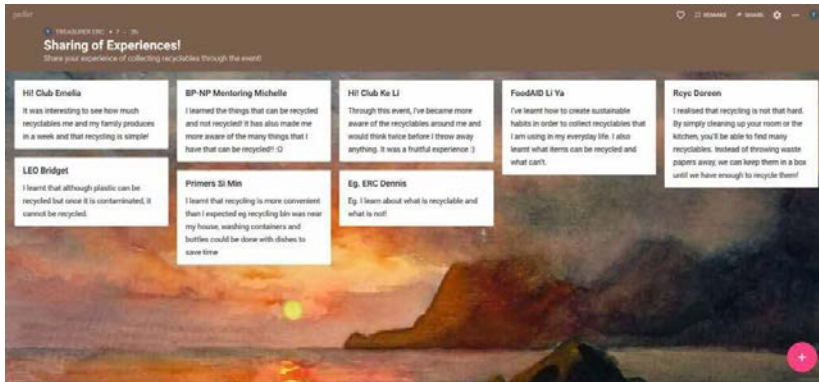 padlet
REMAKE
SHARE
TREASURER ERC
Sharing of Experiences!
Share your experience of collecting recyclables through the event!
Hi! Club Emelia
It was interesting to see how much
recyclables me and my family produces
in a week and that recycling is simple!
LEO Bridget
I learnt that although plastic can be
recycled but once it is contaminated, it
cannot be recycled.
BP-NP Mentoring Michelle
I learned the things that can be recycled
and not recycled! It has also made me
more aware of the many things that I
have that can be recycled!! :O
Primers Si Min
I learnt that recycling is more convenient
than I expected eg recycling bin was near
my house, washing containers and
bottles could be done with dishes to
save time
Hi! Club Ke Li
Through this event, I've became more
aware of the recyclables around me and
would think twice before I throw away
anything. It was a fruitful experience :)
Eg. ERC Dennis
Eg. I learn about what is recyclable and
what is not!
FoodAID Li Ya
I've learnt how to create sustainable
habits in order to collect recyclables that
I am using in my everyday life. I also
learnt what items can be recycled and
what can't.
Rcyc Doreen
I realised that recycling is not that hard.
By simply cleaning up your room or the
kitchen, you'll be able to find many
recyclables. Instead of throwing waste
papers away, we can keep them in a box
until we have enough to recycle them!